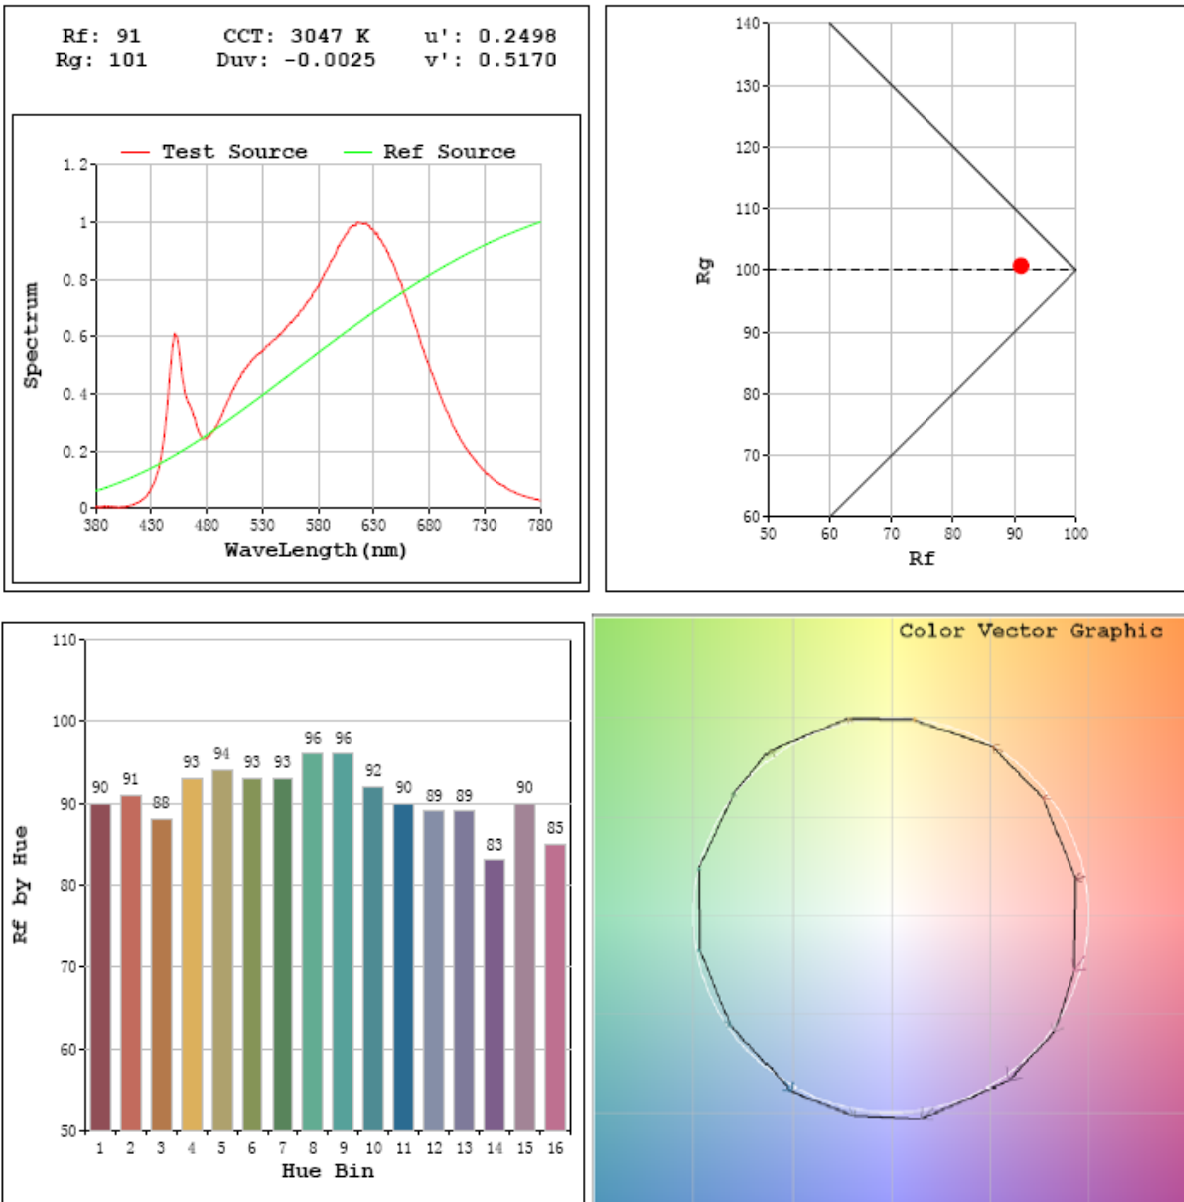 Rf: 91 CCT: 3047 K u': 0.2498
Rg: 101 Duv: -0.0025 v': 0.5170
Test Source Ref Source
1.2
1
0.8
0.6
0.4
0.2
0
Spectrum
380 430 480 530 580 630 680 730 780
WaveLength(nm)
140
130
120
110
100
90
80
70
60
Rg
50 60 70 80 90 100
Rf
110
100
90
80
70
60
50
Rf by Hue
90 91 88 93 94 93 93 96 96 92 90 89 89 83 90 85
1 2 3 4 5 6 7 8 9 10 11 12 13 14 15 16
Hue Bin
Color Vector Graphic